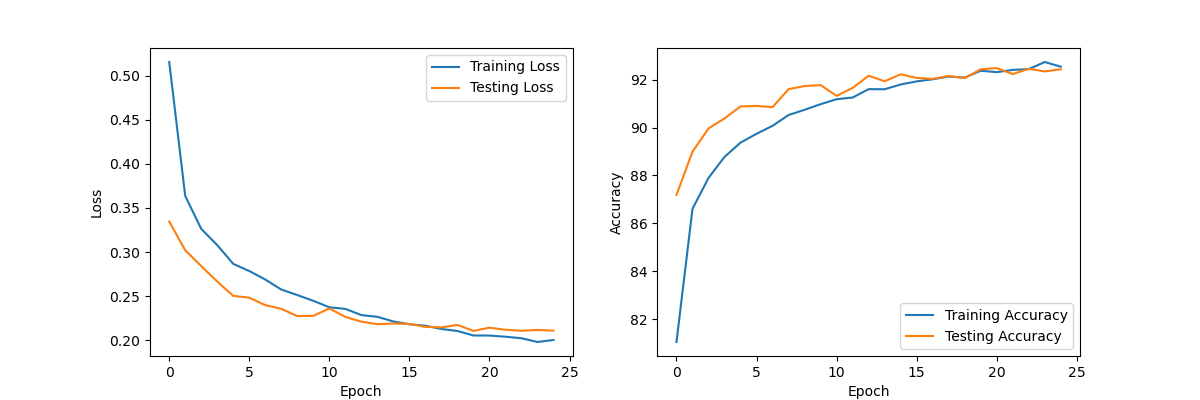 Training Loss
Testing Loss
0.50
0.45
0.40
0.35
0.30
0.25
0.20
Loss
0 5 10 15 20 25
Epoch
92
90
88
86
84
82
Accuracy
Training Accuracy
Testing Accuracy
0 5 10 15 20 25
Epoch